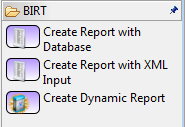 BIRT
Create Report with
Database
Create Report with XML
Input
Create Dynamic Report